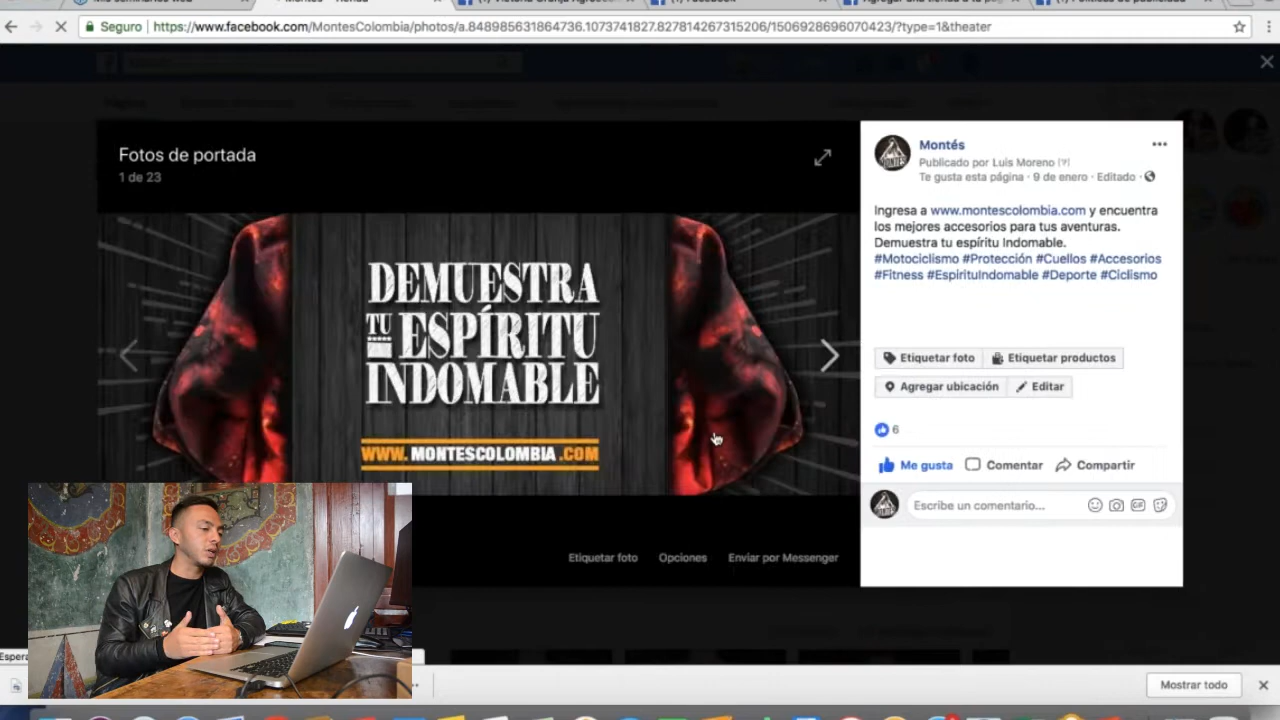 Seguro https://www.facebook.com/MontesColombia/photos/a.848985631864736.1073741827.827814267315206/1506928696070423/?type=1&theater
Fotos de portada
1 de 23
DEMUESTRA
TU ESPÍRITU
INDOMABLE
WWW. MONTESCOLOMBIA .COM
Etiquetar foto Opciones Enviar por Messenger
Montés
Publicado por Luis Moreno [?]
Te gusta esta página · 9 de enero · Editado ·
Ingresa a www.montescolombia.com y encuentra
los mejores accesorios para tus aventuras.
Demuestra tu espíritu Indomable.
#Motociclismo #Protección #Cuellos #Accesorios
#Fitness #EspirituIndomable #Deporte #Ciclismo
Etiquetar foto Etiquetar productos
Agregar ubicación Editar
6
Me gusta Comentar Compartir
Escribe un comentario...
GIF
Espera
Mostrar todo